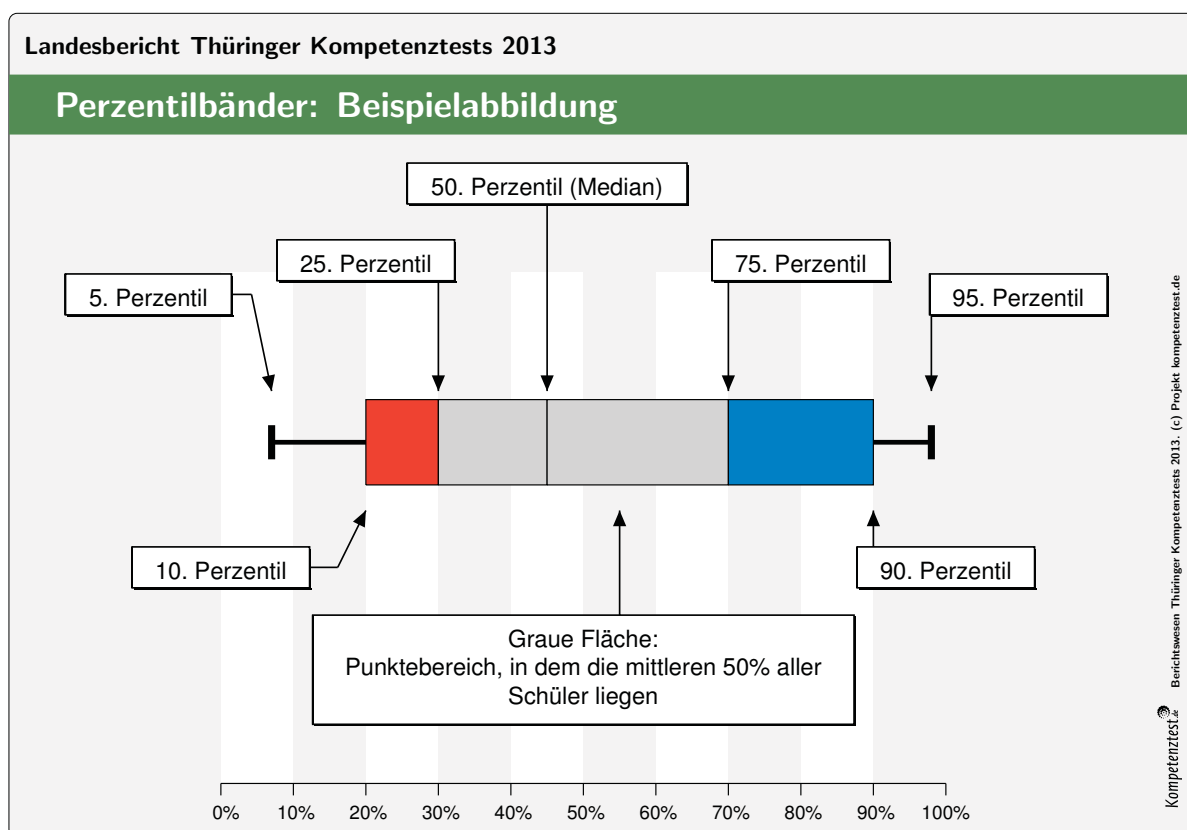 Landesbericht Thüringer Kompetenztests 2013
Perzentilbänder: Beispielabbildung
50. Perzentil (Median)
25. Perzentil
75. Perzentil
5. Perzentil
95. Perzentil
10. Perzentil
90. Perzentil
Graue Fläche:
Punktebereich, in dem die mittleren 50% aller
Schüler liegen
0% 10% 20% 30% 40% 50% 60% 70% 80% 90% 100%
Kompetenztest.de Berichtswesen Thüringer Kompetenztests 2013. (c) Projekt kompetenztest.de